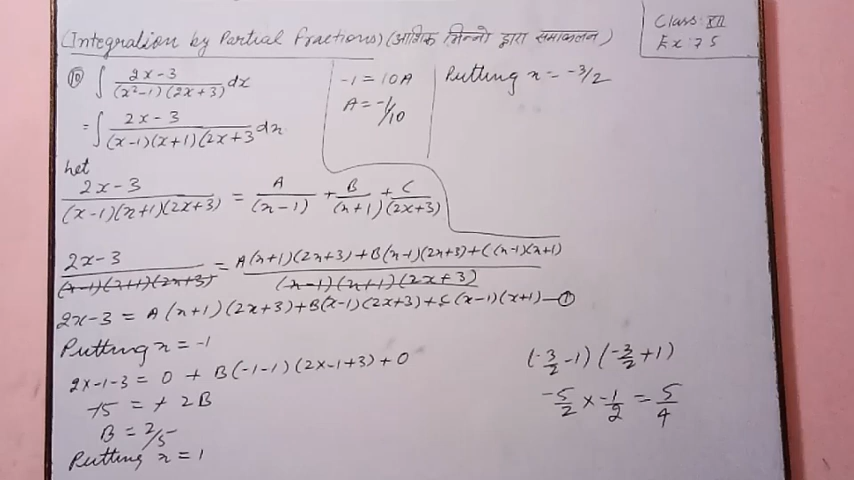 (Integration by Partial Fractions) (आंशिक भिन्नो द्वारा समाकलन)
Class: XII
Ex: 7.5
⑩ ∫ (2x-3)/((x²-1)(2x+3)) dx
= ∫ (2x-3)/((x-1)(x+1)(2x+3)) dx
Let
(2x-3)/((x-1)(x+1)(2x+3)) = A/(x-1) + B/(x+1) + C/(2x+3)
(2x-3)/((x-1)(x+1)(2x+3)) = (A(x+1)(2x+3)+B(x-1)(2x+3)+C(x-1)(x+1))/((x-1)(x+1)(2x+3))
2x-3 = A(x+1)(2x+3)+B(x-1)(2x+3)+C(x-1)(x+1) —①
Putting x = -1
2x-1-3 = 0 + B(-1-1)(2x-1+3)+0
+5 = + 2B
B = 2/5
Putting x = 1
-1 = 10A
A = -1/10
Putting x = -3/2
(-3/2 -1)(-3/2 +1)
-5/2 × -1/2 = 5/4